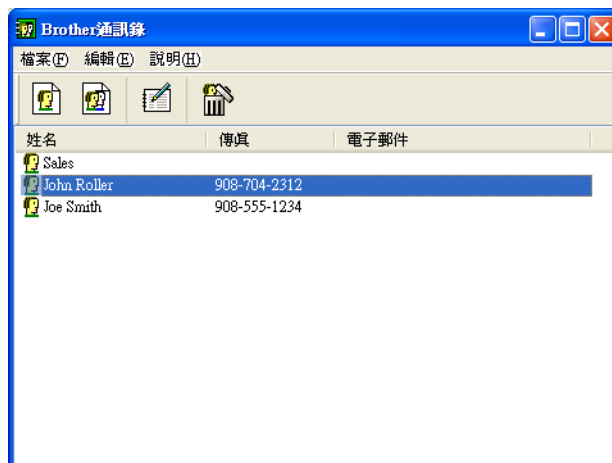 Brother通訊錄
檔案(F) 編輯(E) 說明(H)
姓名 傳真 電子郵件
Sales
John Roller 908-704-2312
Joe Smith 908-555-1234